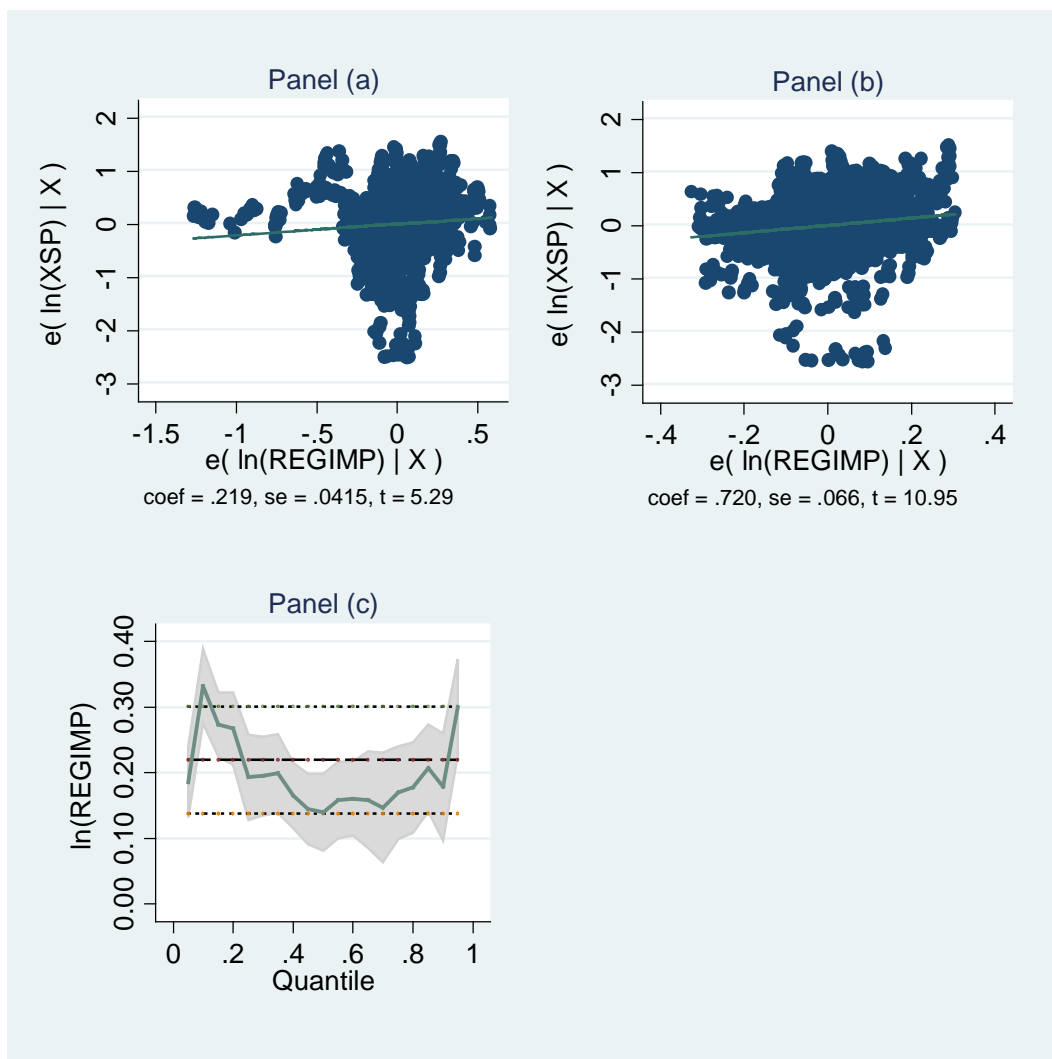 Panel (a)
e( ln(XSP) | X )
2
1
0
-1
-2
-3
-1.5 -1 -.5 0 .5
e( ln(REGIMP) | X )
coef = .219, se = .0415, t = 5.29
Panel (b)
e( ln(XSP) | X )
2
1
0
-1
-2
-3
-.4 -.2 0 .2 .4
e( ln(REGIMP) | X )
coef = .720, se = .066, t = 10.95
Panel (c)
ln(REGIMP)
0.40
0.30
0.20
0.10
0.00
0 .2 .4 .6 .8 1
Quantile